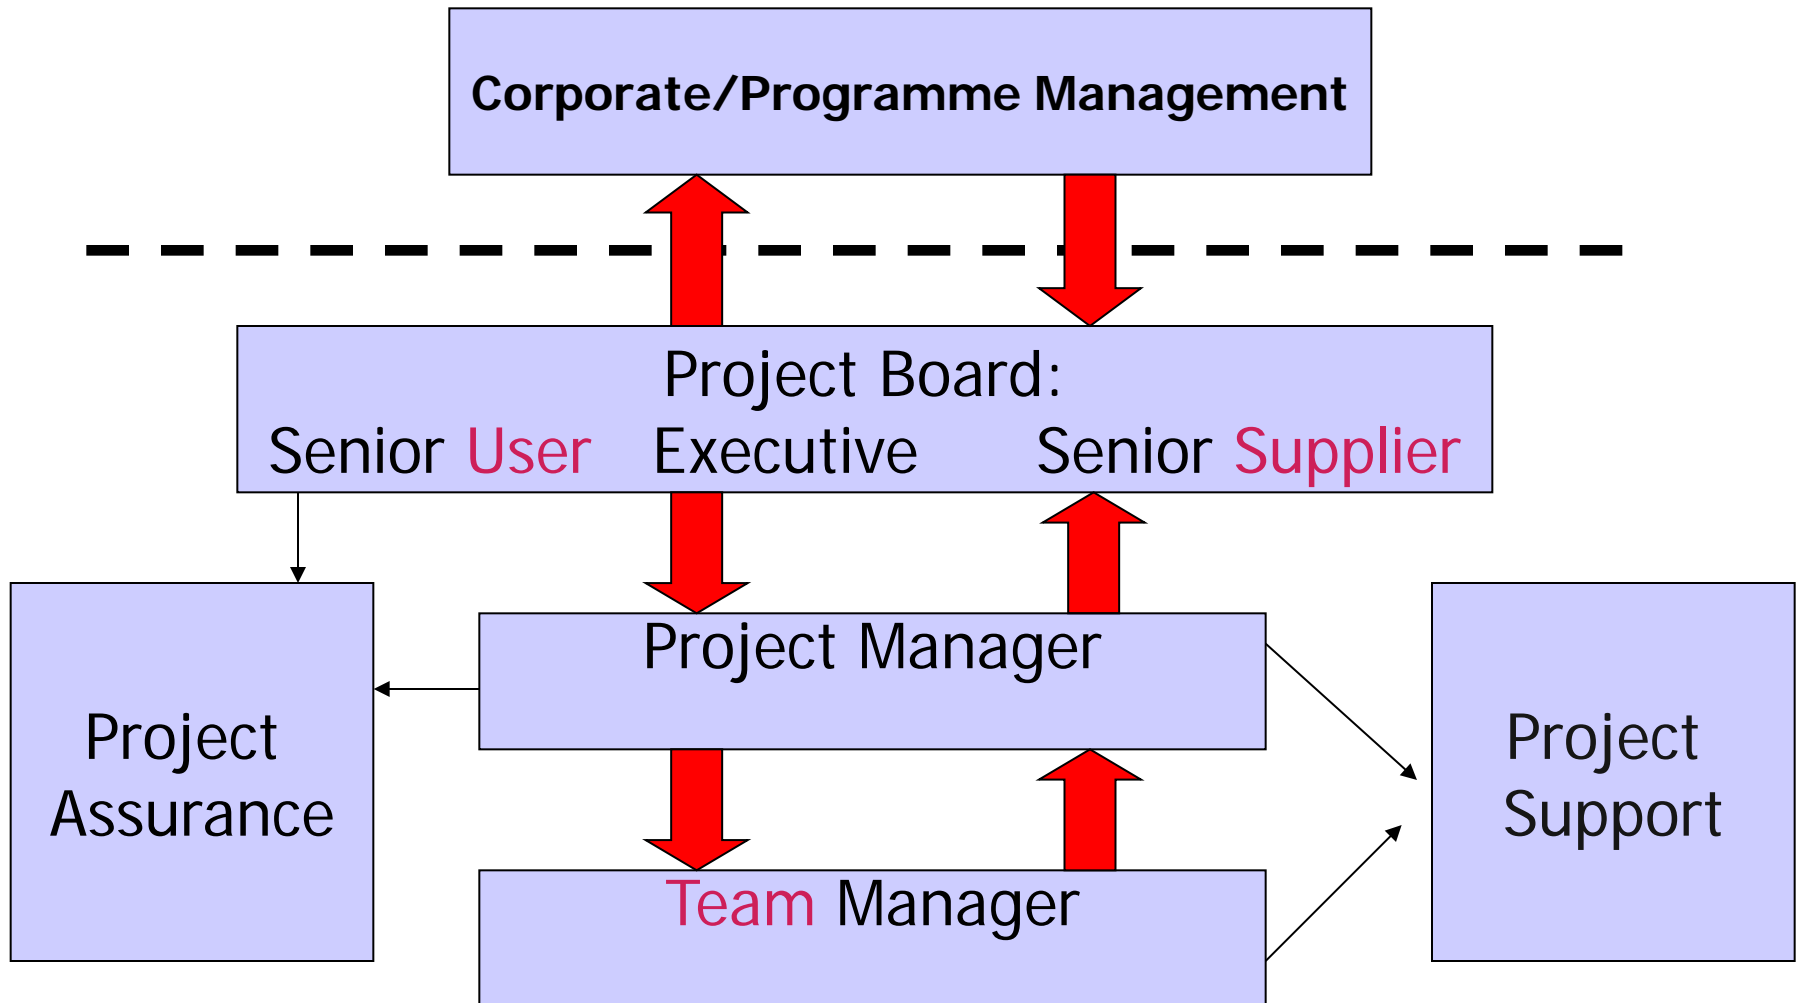 Corporate/Programme Management
Project Board:
Senior User Executive Senior Supplier
Project Manager
Project
Assurance
Project
Support
Team Manager